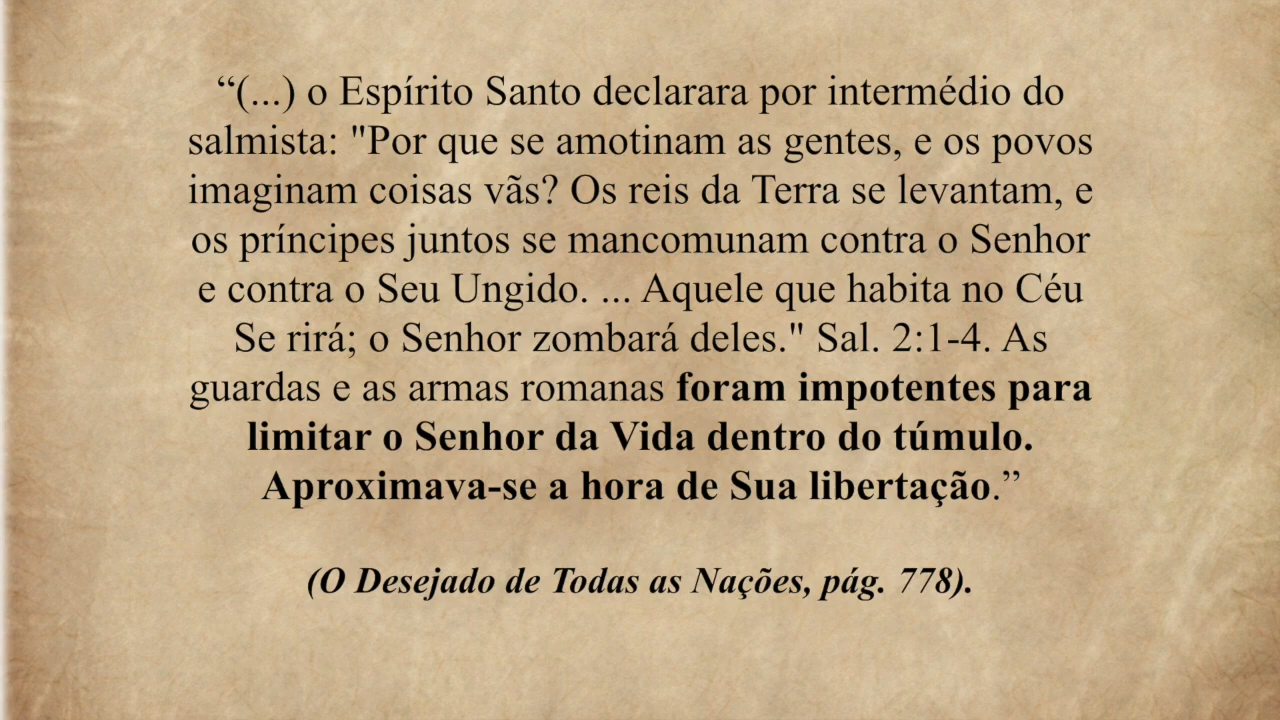 “(...) o Espírito Santo declarara por intermédio do
salmista: "Por que se amotinam as gentes, e os povos
imaginam coisas vãs? Os reis da Terra se levantam, e
os príncipes juntos se mancomunam contra o Senhor
e contra o Seu Ungido. ... Aquele que habita no Céu
Se rirá; o Senhor zombará deles." Sal. 2:1-4. As
guardas e as armas romanas foram impotentes para
limitar o Senhor da Vida dentro do túmulo.
Aproximava-se a hora de Sua libertação.”
(O Desejado de Todas as Nações, pág. 778).